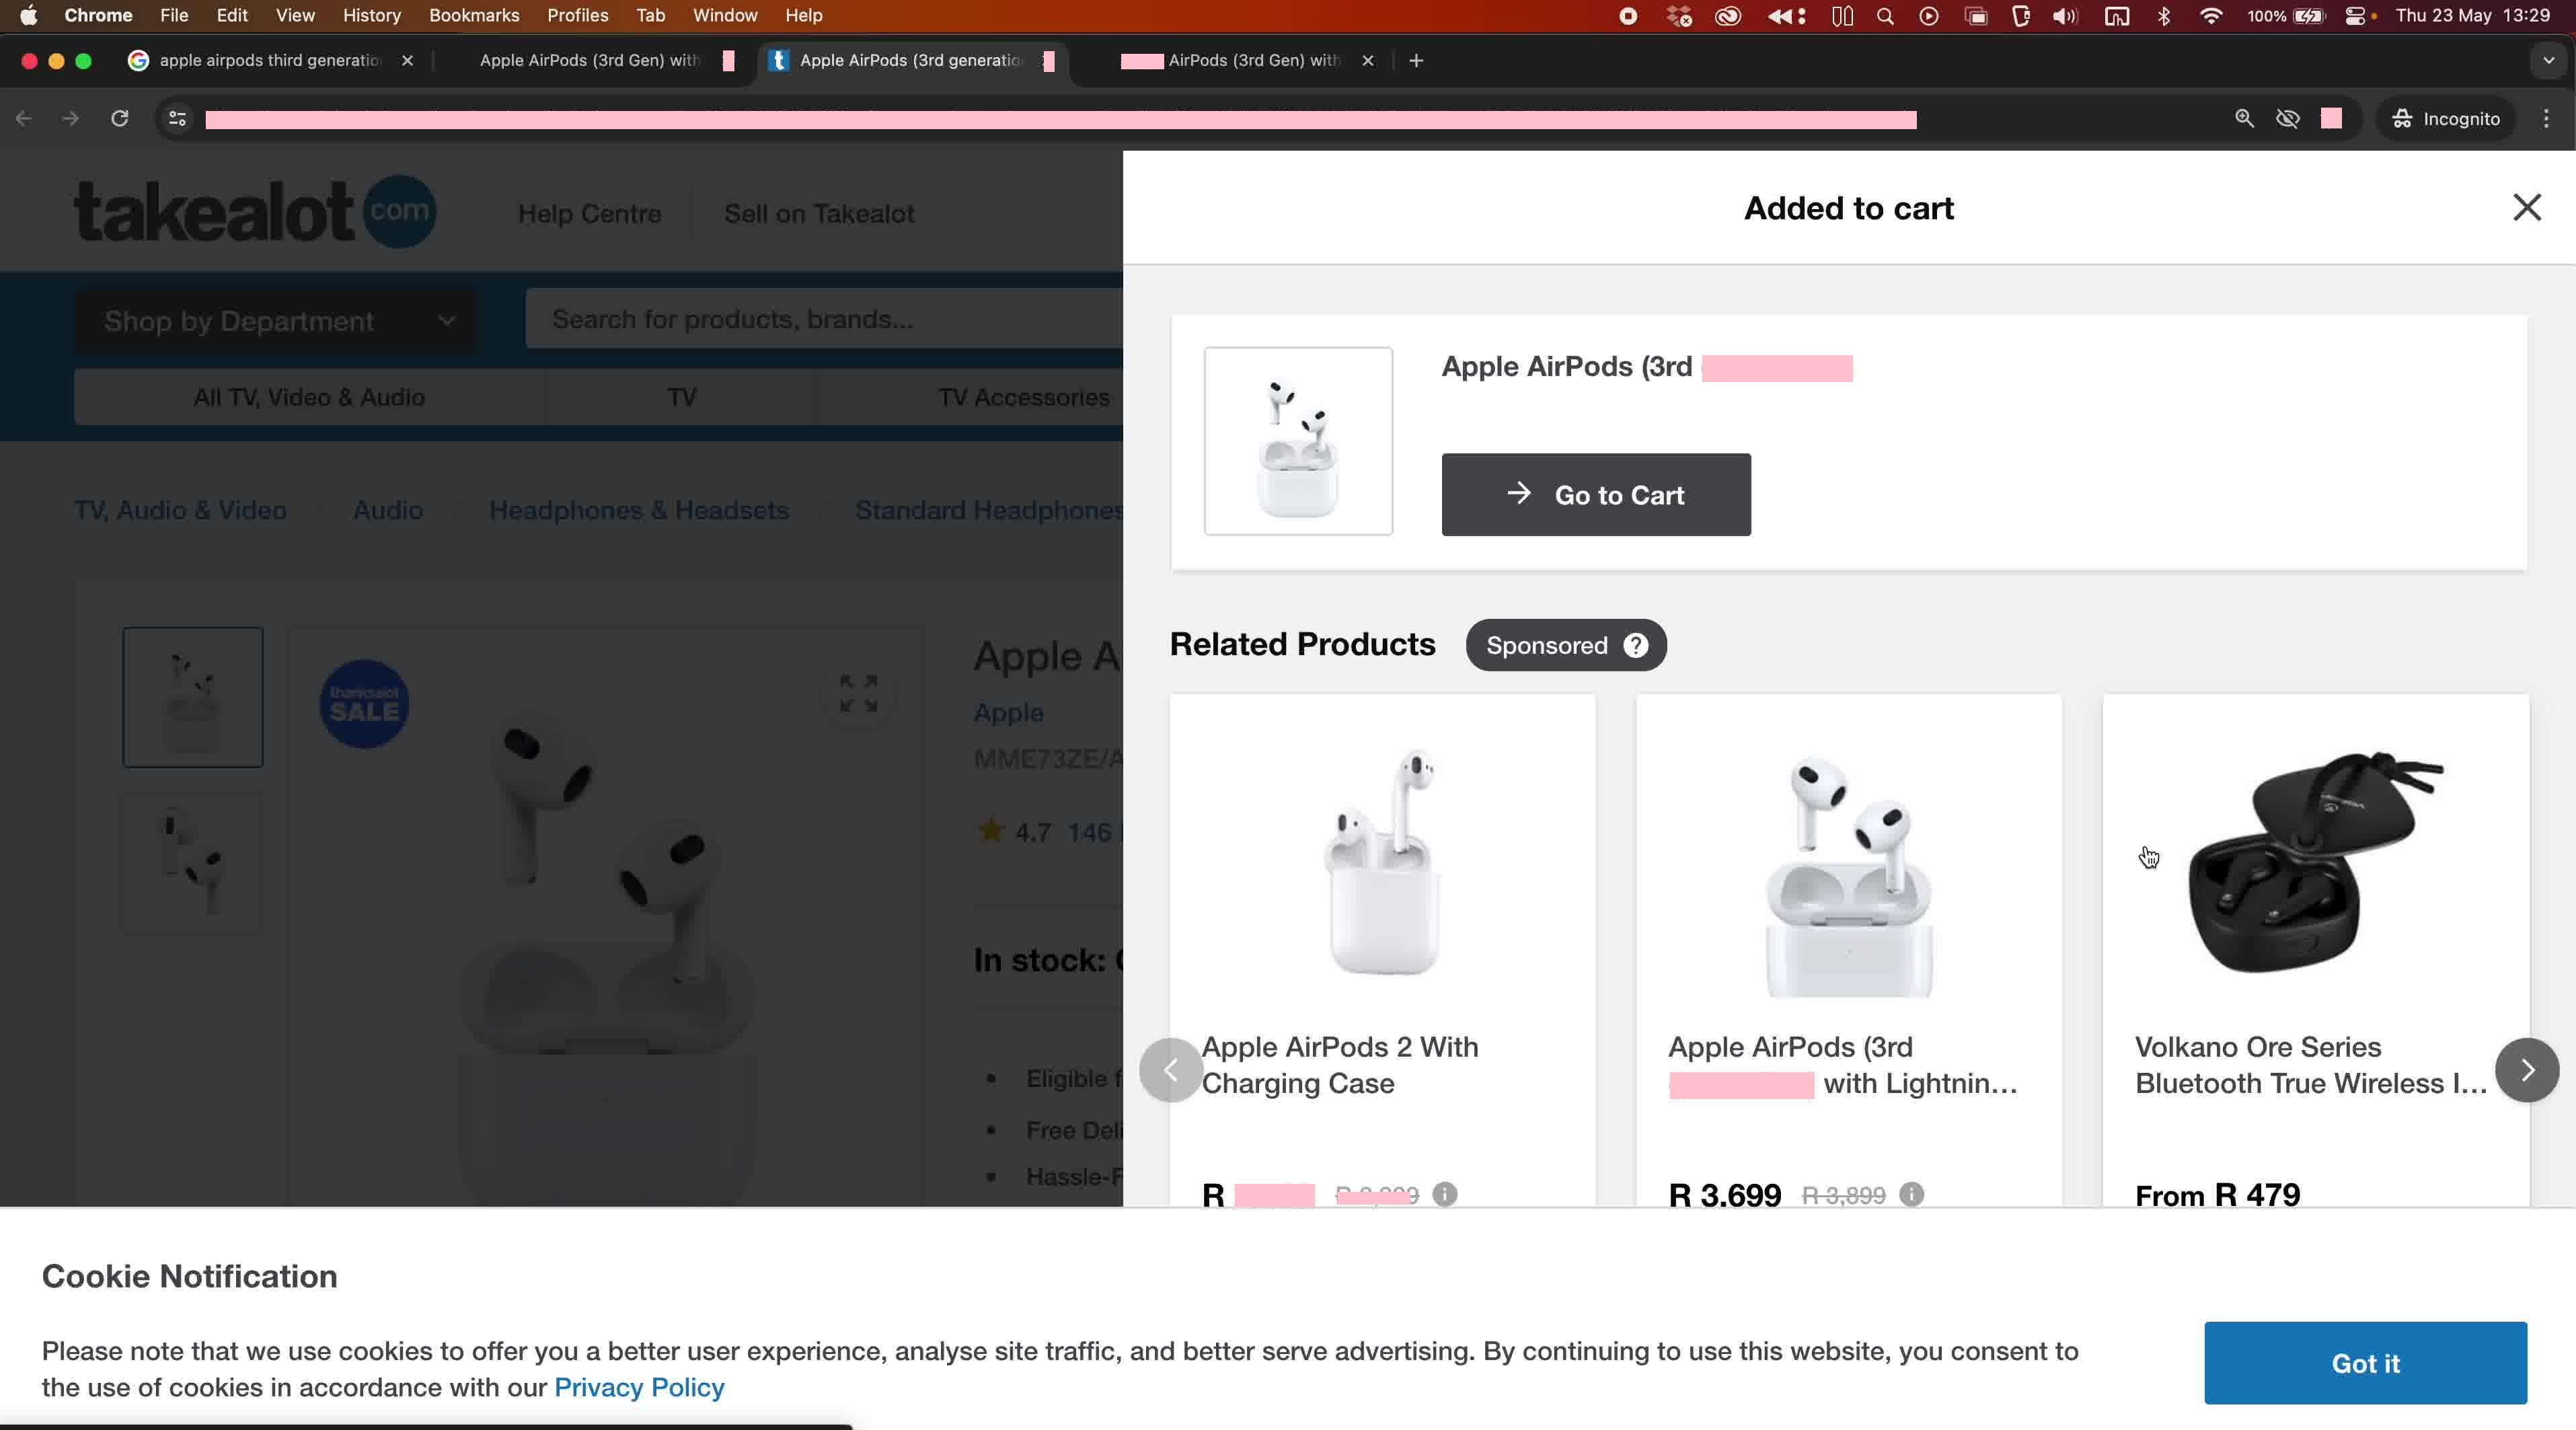 Chrome File Edit View History Bookmarks Profiles Tab Window Help
100%
Thu 23 May 13:29
apple airpods third generatio
Apple AirPods (3rd Gen) with
Apple AirPods (3rd generatio
AirPods (3rd Gen) with
Incognito
takealot com
Help Centre
Sell on Takealot
Shop by Department
Search for products, brands...
All TV, Video & Audio
TV
TV Accessories
TV, Audio & Video / Audio / Headphones & Headsets / Standard Headphones
thanksalot
SALE
Apple A
Apple
MME73ZE/A
4.7 146
In stock:
Eligible f
Free Deli
Hassle-F
Added to cart
Apple AirPods (3rd
Go to Cart
Related Products
Sponsored ?
Apple AirPods 2 With
Charging Case
R
Apple AirPods (3rd
with Lightnin...
R 3,699 R 3,899
Volkano Ore Series
Bluetooth True Wireless I...
From R 479
Cookie Notification
Please note that we use cookies to offer you a better user experience, analyse site traffic, and better serve advertising. By continuing to use this website, you consent to
the use of cookies in accordance with our Privacy Policy
Got it